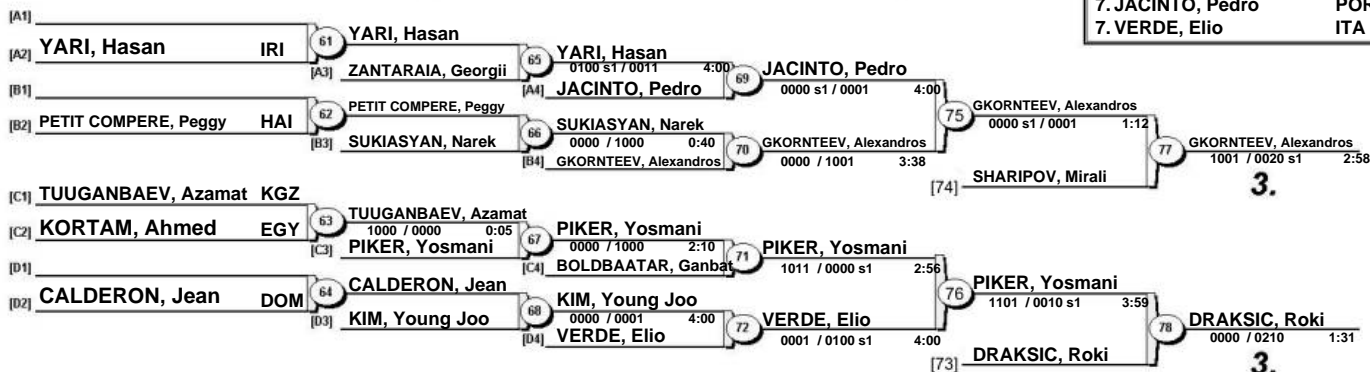 7. JACINTO, Pedro POR
7. VERDE, Elio ITA
[A1]
[A2] YARI, Hasan IRI
61
YARI, Hasan
[A3] ZANTARAIA, Georgii
65
YARI, Hasan
0100 s1 / 0011 4:00
[A4] JACINTO, Pedro
69
JACINTO, Pedro
0000 s1 / 0001 4:00
[B1]
[B2] PETIT COMPERE, Peggy HAI
62
PETIT COMPERE, Peggy
[B3] SUKIASYAN, Narek
66
SUKIASYAN, Narek
0000 / 1000 0:40
[B4] GKORNTEEV, Alexandros
70
GKORNTEEV, Alexandros
0000 / 1001 3:38
75
GKORNTEEV, Alexandros
0000 s1 / 0001 1:12
[74] SHARIPOV, Mirali
77
GKORNTEEV, Alexandros
1001 / 0020 s1 2:58
3.
[C1] TUUGANBAEV, Azamat KGZ
[C2] KORTAM, Ahmed EGY
63
TUUGANBAEV, Azamat
1000 / 0000 0:05
[C3] PIKER, Yosmani
67
PIKER, Yosmani
0000 / 1000 2:10
[C4] BOLDBAATAR, Ganbat
71
PIKER, Yosmani
1011 / 0000 s1 2:56
[D1]
[D2] CALDERON, Jean DOM
64
CALDERON, Jean
[D3] KIM, Young Joo
68
KIM, Young Joo
0000 / 0001 4:00
[D4] VERDE, Elio
72
VERDE, Elio
0001 / 0100 s1 4:00
76
PIKER, Yosmani
1101 / 0010 s1 3:59
[73] DRAKSIC, Roki
78
DRAKSIC, Roki
0000 / 0210 1:31
3.